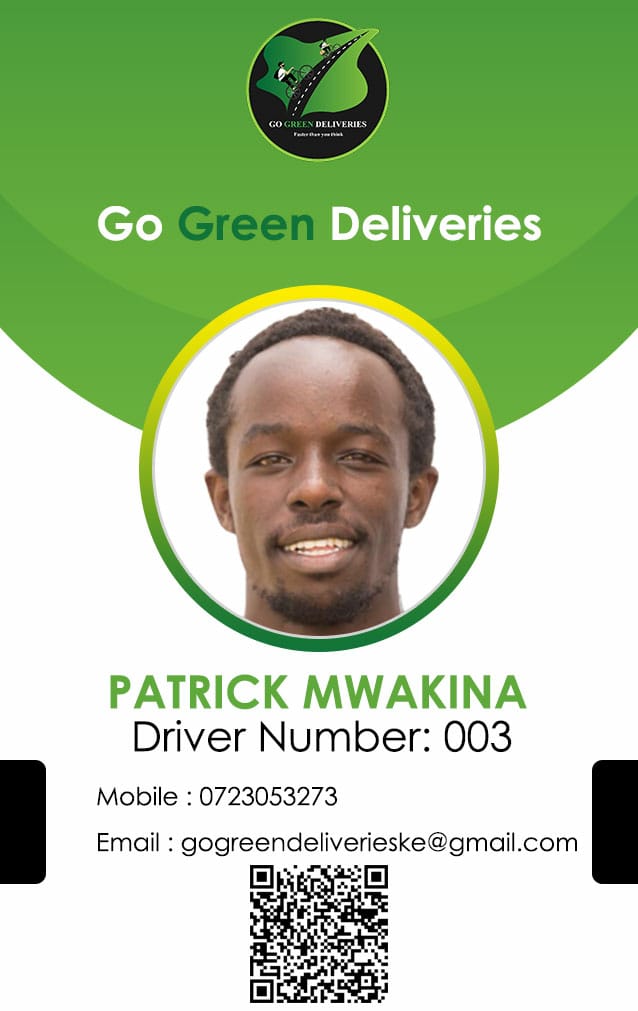 GO GREEN DELIVERIES
Faster than you think
Go Green Deliveries
PATRICK MWAKINA
Driver Number: 003
Mobile : 0723053273
Email : gogreendeliverieske@gmail.com